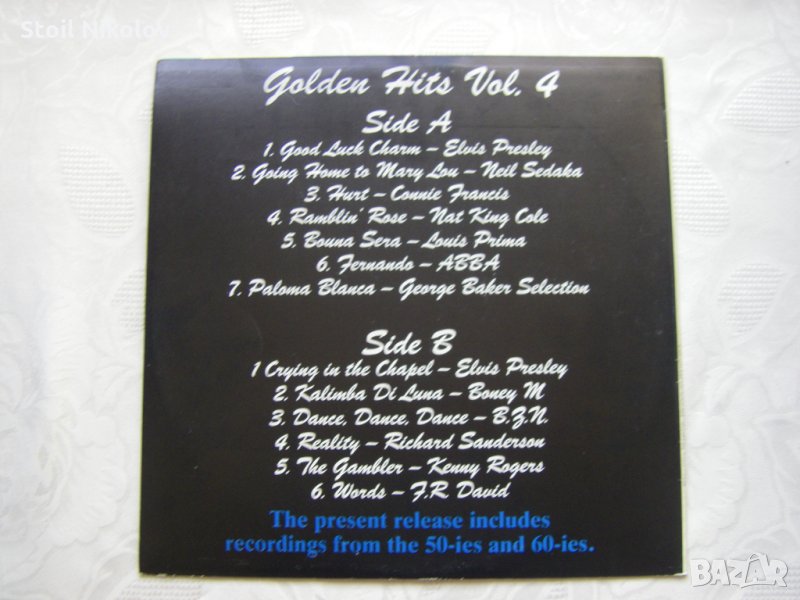 Stoil Nikolov
Golden Hits Vol. 4
Side A
1. Good Luck Charm – Elvis Presley
2. Going Home to Mary Lou – Neil Sedaka
3. Hurt – Connie Francis
4. Ramblin' Rose – Nat King Cole
5. Bouna Sera – Louis Prima
6. Fernando – ABBA
7. Paloma Blanca – George Baker Selection
Side B
1 Crying in the Chapel – Elvis Presley
2. Kalimba Di Luna – Boney M
3. Dance, Dance, Dance – B.Z.N.
4. Reality – Richard Sanderson
5. The Gambler – Kenny Rogers
6. Words – F.R. David
The present release includes
recordings from the 50-ies and 60-ies.
BAZAR